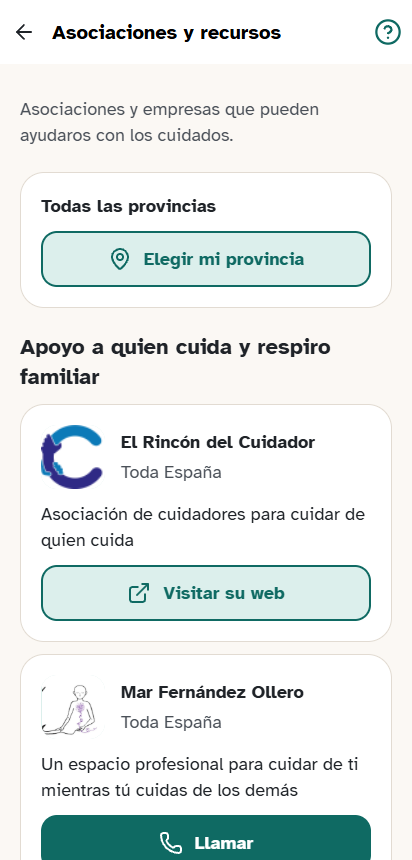 Asociaciones y recursos
Asociaciones y empresas que pueden
ayudaros con los cuidados.
Todas las provincias
Elegir mi provincia
Apoyo a quien cuida y respiro
familiar
El Rincón del Cuidador
Toda España
Asociación de cuidadores para cuidar de
quien cuida
Visitar su web
Mar Fernández Ollero
Toda España
Un espacio profesional para cuidar de ti
mientras tú cuidas de los demás
Llamar